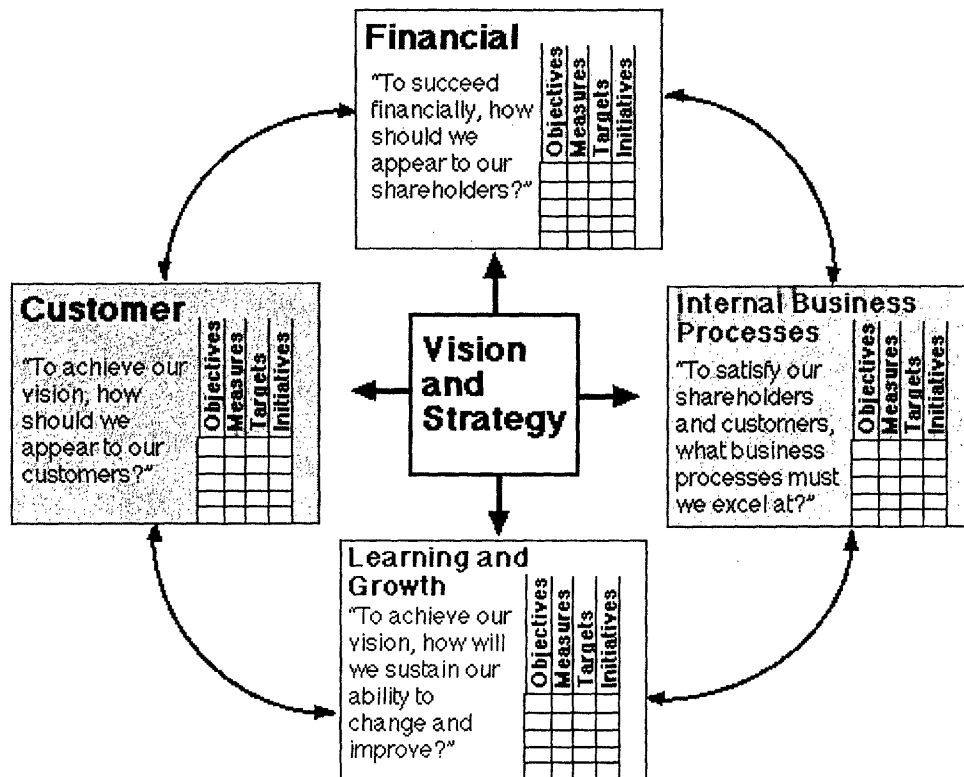 Financial
"To succeed
financially, how
should we
appear to our
shareholders?"
Objectives
Measures
Targets
Initiatives
Customer
"To achieve our
vision, how
should we
appear to our
customers?"
Objectives
Measures
Targets
Initiatives
Vision
and
Strategy
Internal Business
Processes
"To satisfy our
shareholders
and customers,
what business
processes must
we excel at?"
Objectives
Measures
Targets
Initiatives
Learning and
Growth
"To achieve our
vision, how will
we sustain our
ability to
change and
improve?"
Objectives
Measures
Targets
Initiatives